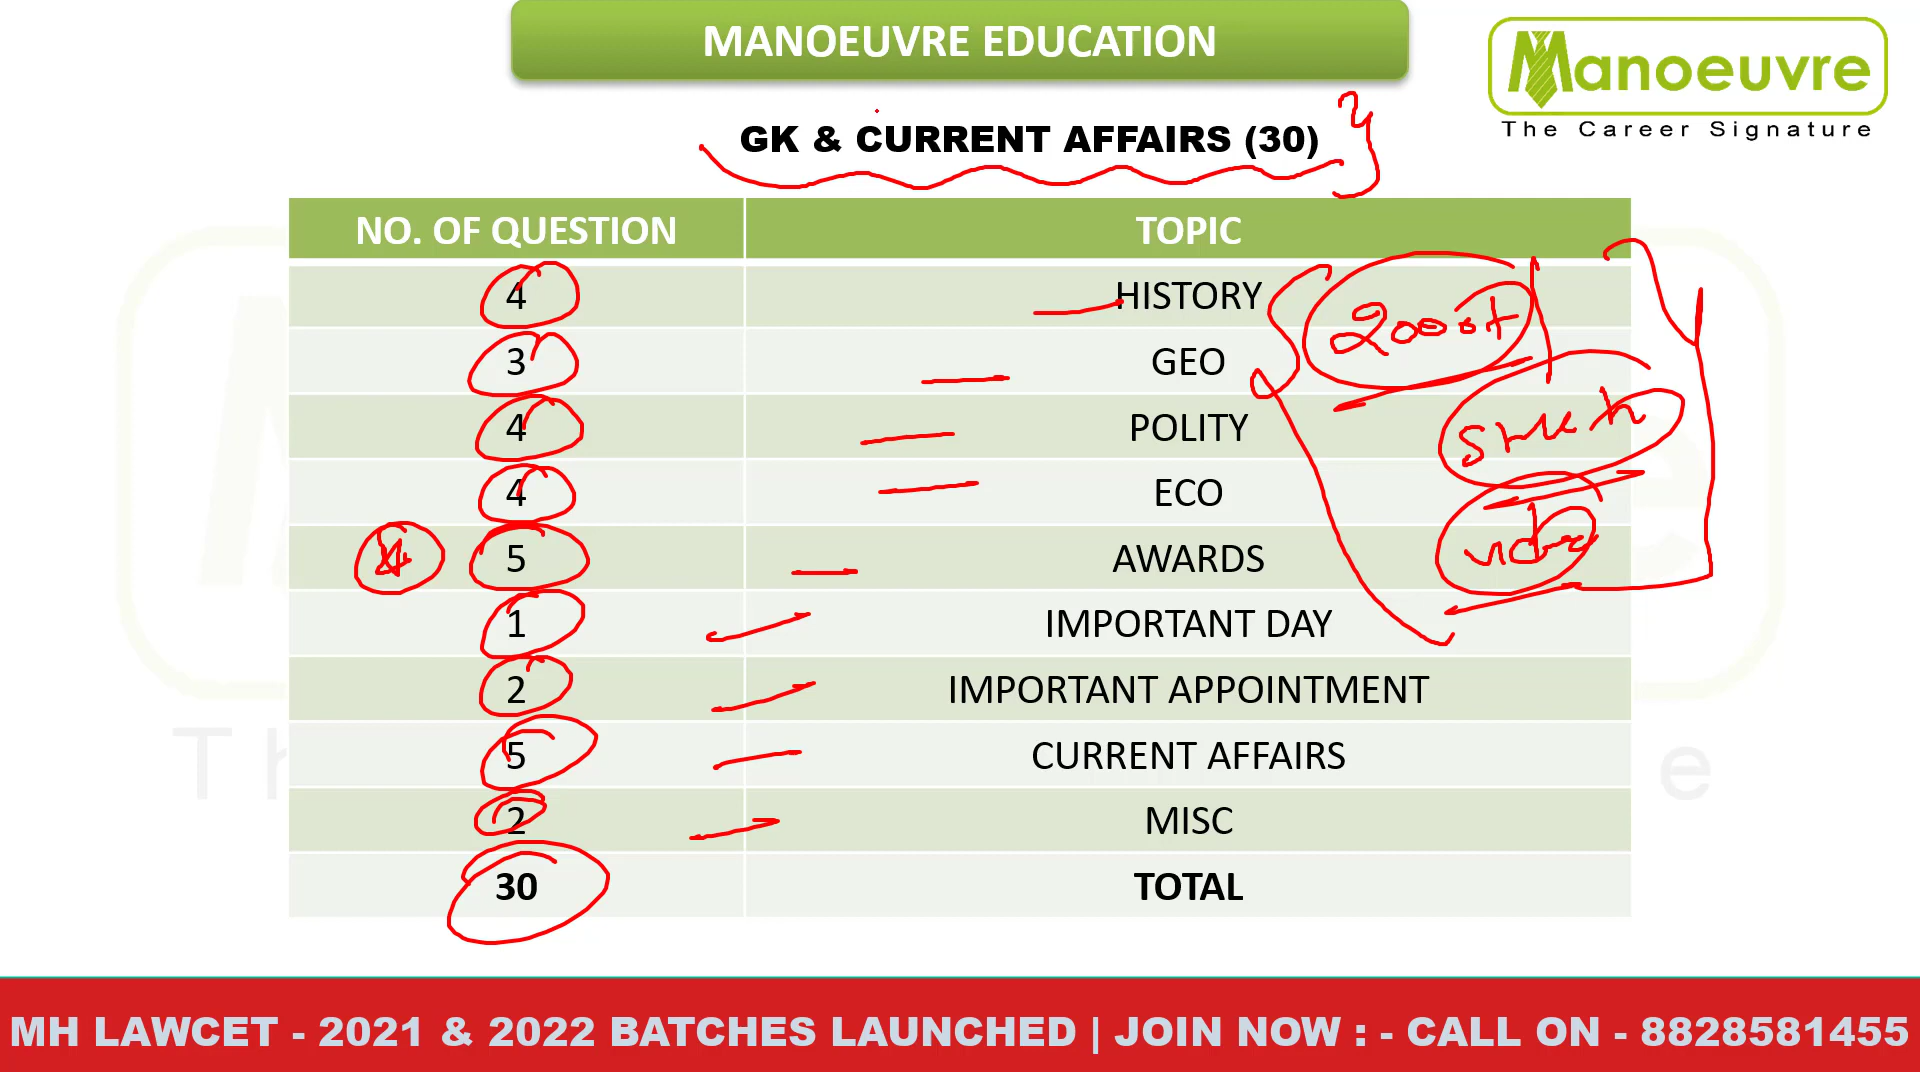 MANOEUVRE EDUCATION
Manoeuvre
The Career Signature
GK & CURRENT AFFAIRS (30)
NO. OF QUESTION TOPIC
4 HISTORY
2000+
3 GEO
4 POLITY
4 ECO
5 AWARDS
1 IMPORTANT DAY
2 IMPORTANT APPOINTMENT
5 CURRENT AFFAIRS
2 MISC
30 TOTAL
MH LAWCET - 2021 & 2022 BATCHES LAUNCHED | JOIN NOW : - CALL ON - 8828581455